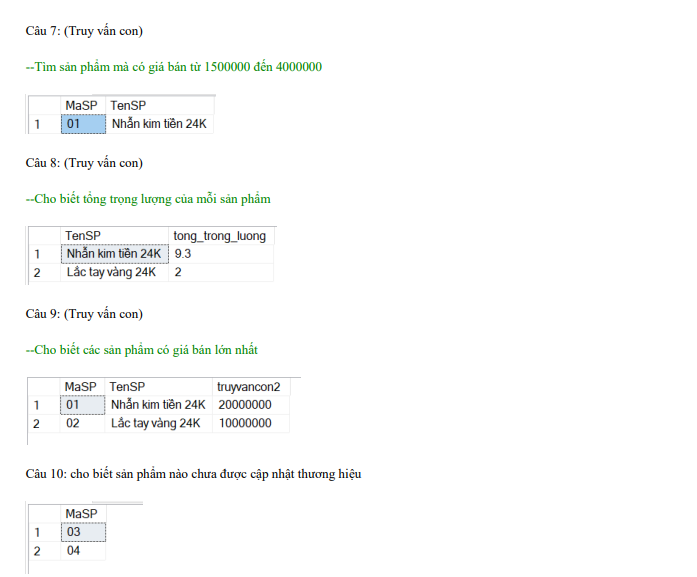 Câu 7: (Truy vấn con)
--Tìm sản phẩm mà có giá bán từ 1500000 đến 4000000
MaSP TenSP
1 01 Nhẫn kim tiền 24K
Câu 8: (Truy vấn con)
--Cho biết tổng trọng lượng của mỗi sản phẩm
TenSP tong_trong_luong
1 Nhẫn kim tiền 24K 9.3
2 Lắc tay vàng 24K 2
Câu 9: (Truy vấn con)
--Cho biết các sản phẩm có giá bán lớn nhất
MaSP TenSP truyvancon2
1 01 Nhẫn kim tiền 24K 20000000
2 02 Lắc tay vàng 24K 10000000
Câu 10: cho biết sản phẩm nào chưa được cập nhật thương hiệu
MaSP
1 03
2 04